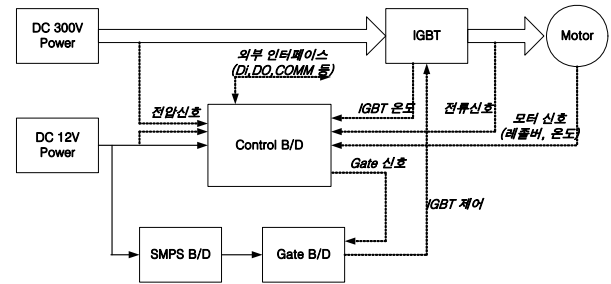 DC 300V
Power
IGBT
Motor
외부 인터페이스
(Di,DO,COMM 등)
전압신호
IGBT 온도
전류신호
모터 신호
(레졸버, 온도)
DC 12V
Power
Control B/D
Gate 신호
IGBT 제어
SMPS B/D
Gate B/D